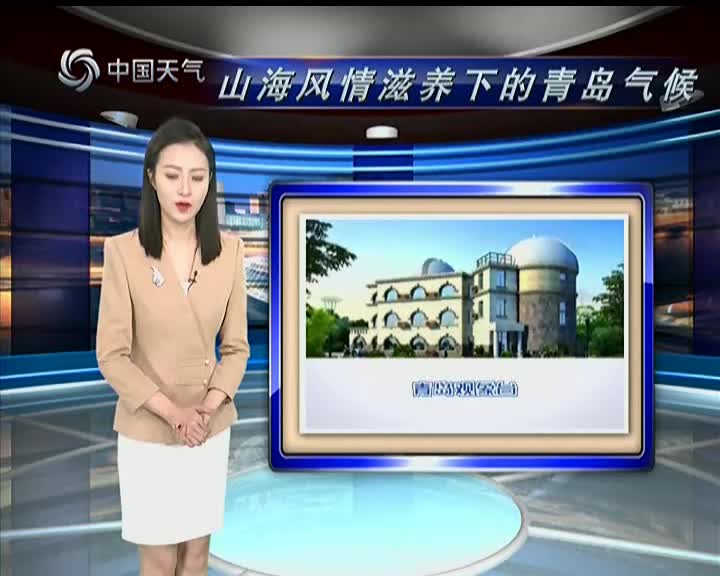 中国天气
山海风情滋养下的青岛气候
青岛观象台